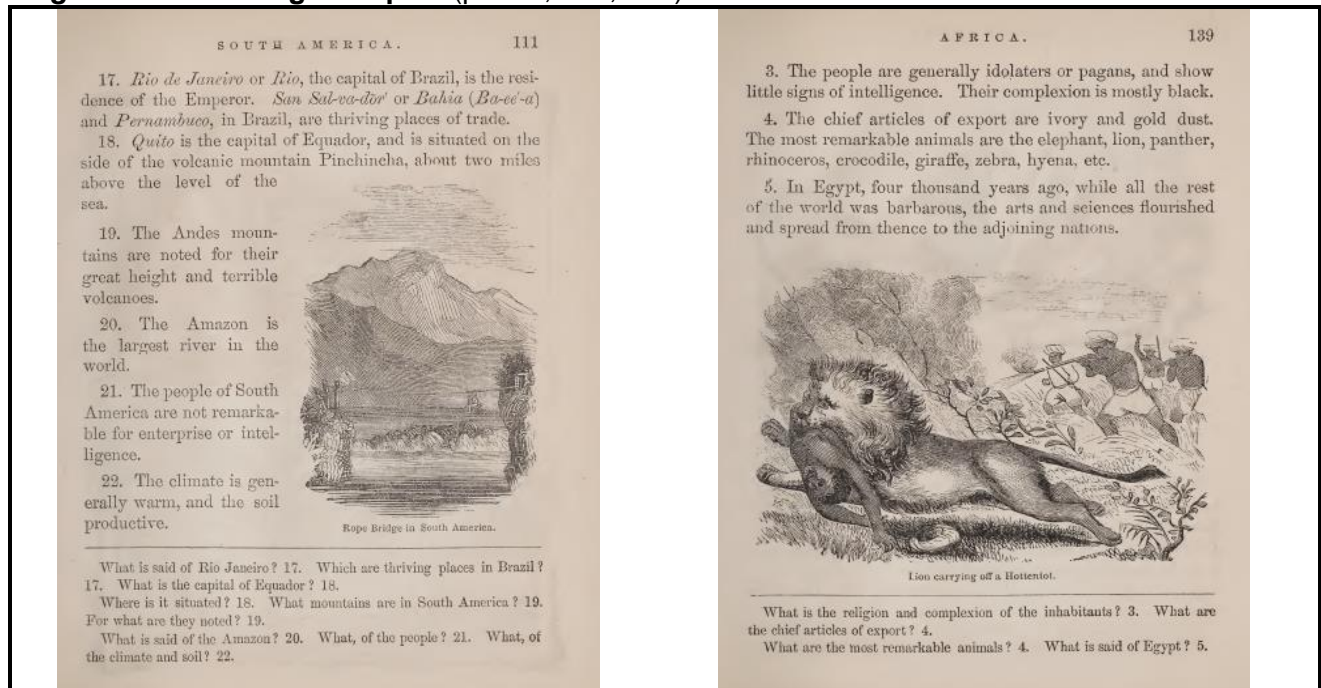 SOUTH AMERICA. 111
17. Rio de Janeiro or Rio, the capital of Brazil, is the resi-
dence of the Emperor. San Sal-va-dōr' or Bahia (Ba-ee'-a)
and Pernambuco, in Brazil, are thriving places of trade.
18. Quito is the capital of Equador, and is situated on the
side of the volcanic mountain Pinchincha, about two miles
above the level of the
sea.
19. The Andes moun-
tains are noted for their
great height and terrible
volcanoes.
20. The Amazon is
the largest river in the
world.
21. The people of South
America are not remarka-
ble for enterprise or intel-
ligence.
22. The climate is gen-
erally warm, and the soil
productive.
Rope Bridge in South America.
What is said of Rio Janeiro? 17. Which are thriving places in Brazil?
17. What is the capital of Equador? 18.
Where is it situated? 18. What mountains are in South America? 19.
For what are they noted? 19.
What is said of the Amazon? 20. What, of the people? 21. What, of
the climate and soil? 22.
AFRICA. 139
3. The people are generally idolaters or pagans, and show
little signs of intelligence. Their complexion is mostly black.
4. The chief articles of export are ivory and gold dust.
The most remarkable animals are the elephant, lion, panther,
rhinoceros, crocodile, giraffe, zebra, hyena, etc.
5. In Egypt, four thousand years ago, while all the rest
of the world was barbarous, the arts and sciences flourished
and spread from thence to the adjoining nations.
Lion carrying off a Hottentot.
What is the religion and complexion of the inhabitants? 3. What are
the chief articles of export? 4.
What are the most remarkable animals? 4. What is said of Egypt? 5.